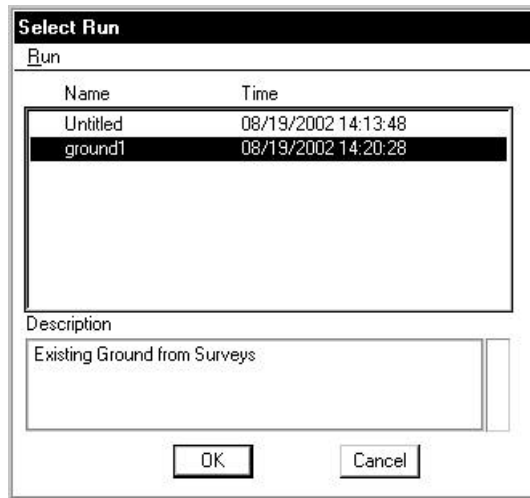 Select Run
Run
Name Time
Untitled 08/19/2002 14:13:48
ground1 08/19/2002 14:20:28
Description
Existing Ground from Surveys
OK Cancel